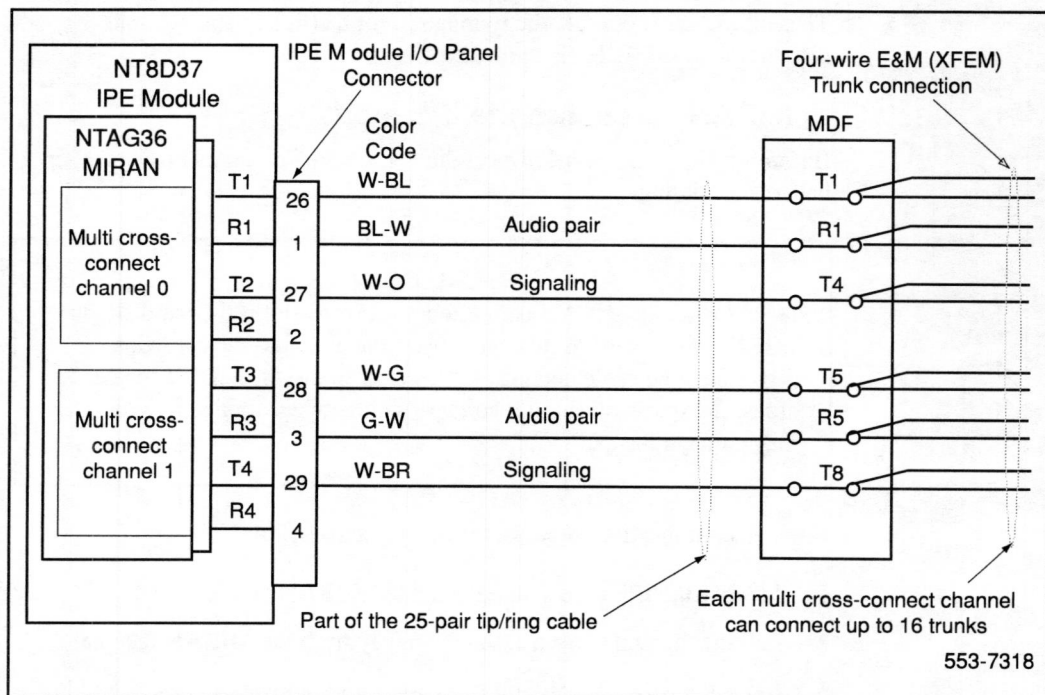 NT8D37
IPE Module
NTAG36
MIRAN
Multi cross-
connect
channel 0
Multi cross-
connect
channel 1
IPE M odule I/O Panel
Connector
Color
Code
T1
26
W-BL
R1
1
BL-W
Audio pair
T2
27
W-O
Signaling
R2
2
T3
28
W-G
R3
3
G-W
Audio pair
T4
29
W-BR
Signaling
R4
4
Four-wire E&M (XFEM)
Trunk connection
MDF
T1
R1
T4
T5
R5
T8
Part of the 25-pair tip/ring cable
Each multi cross-connect channel
can connect up to 16 trunks
553-7318